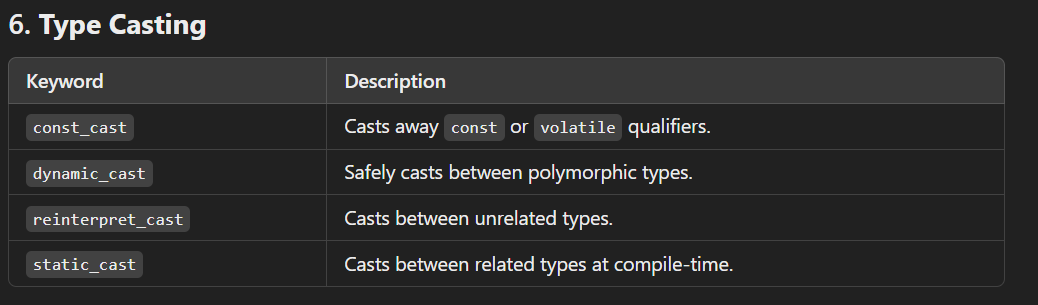 6. Type Casting
Keyword Description
const_cast Casts away const or volatile qualifiers.
dynamic_cast Safely casts between polymorphic types.
reinterpret_cast Casts between unrelated types.
static_cast Casts between related types at compile-time.